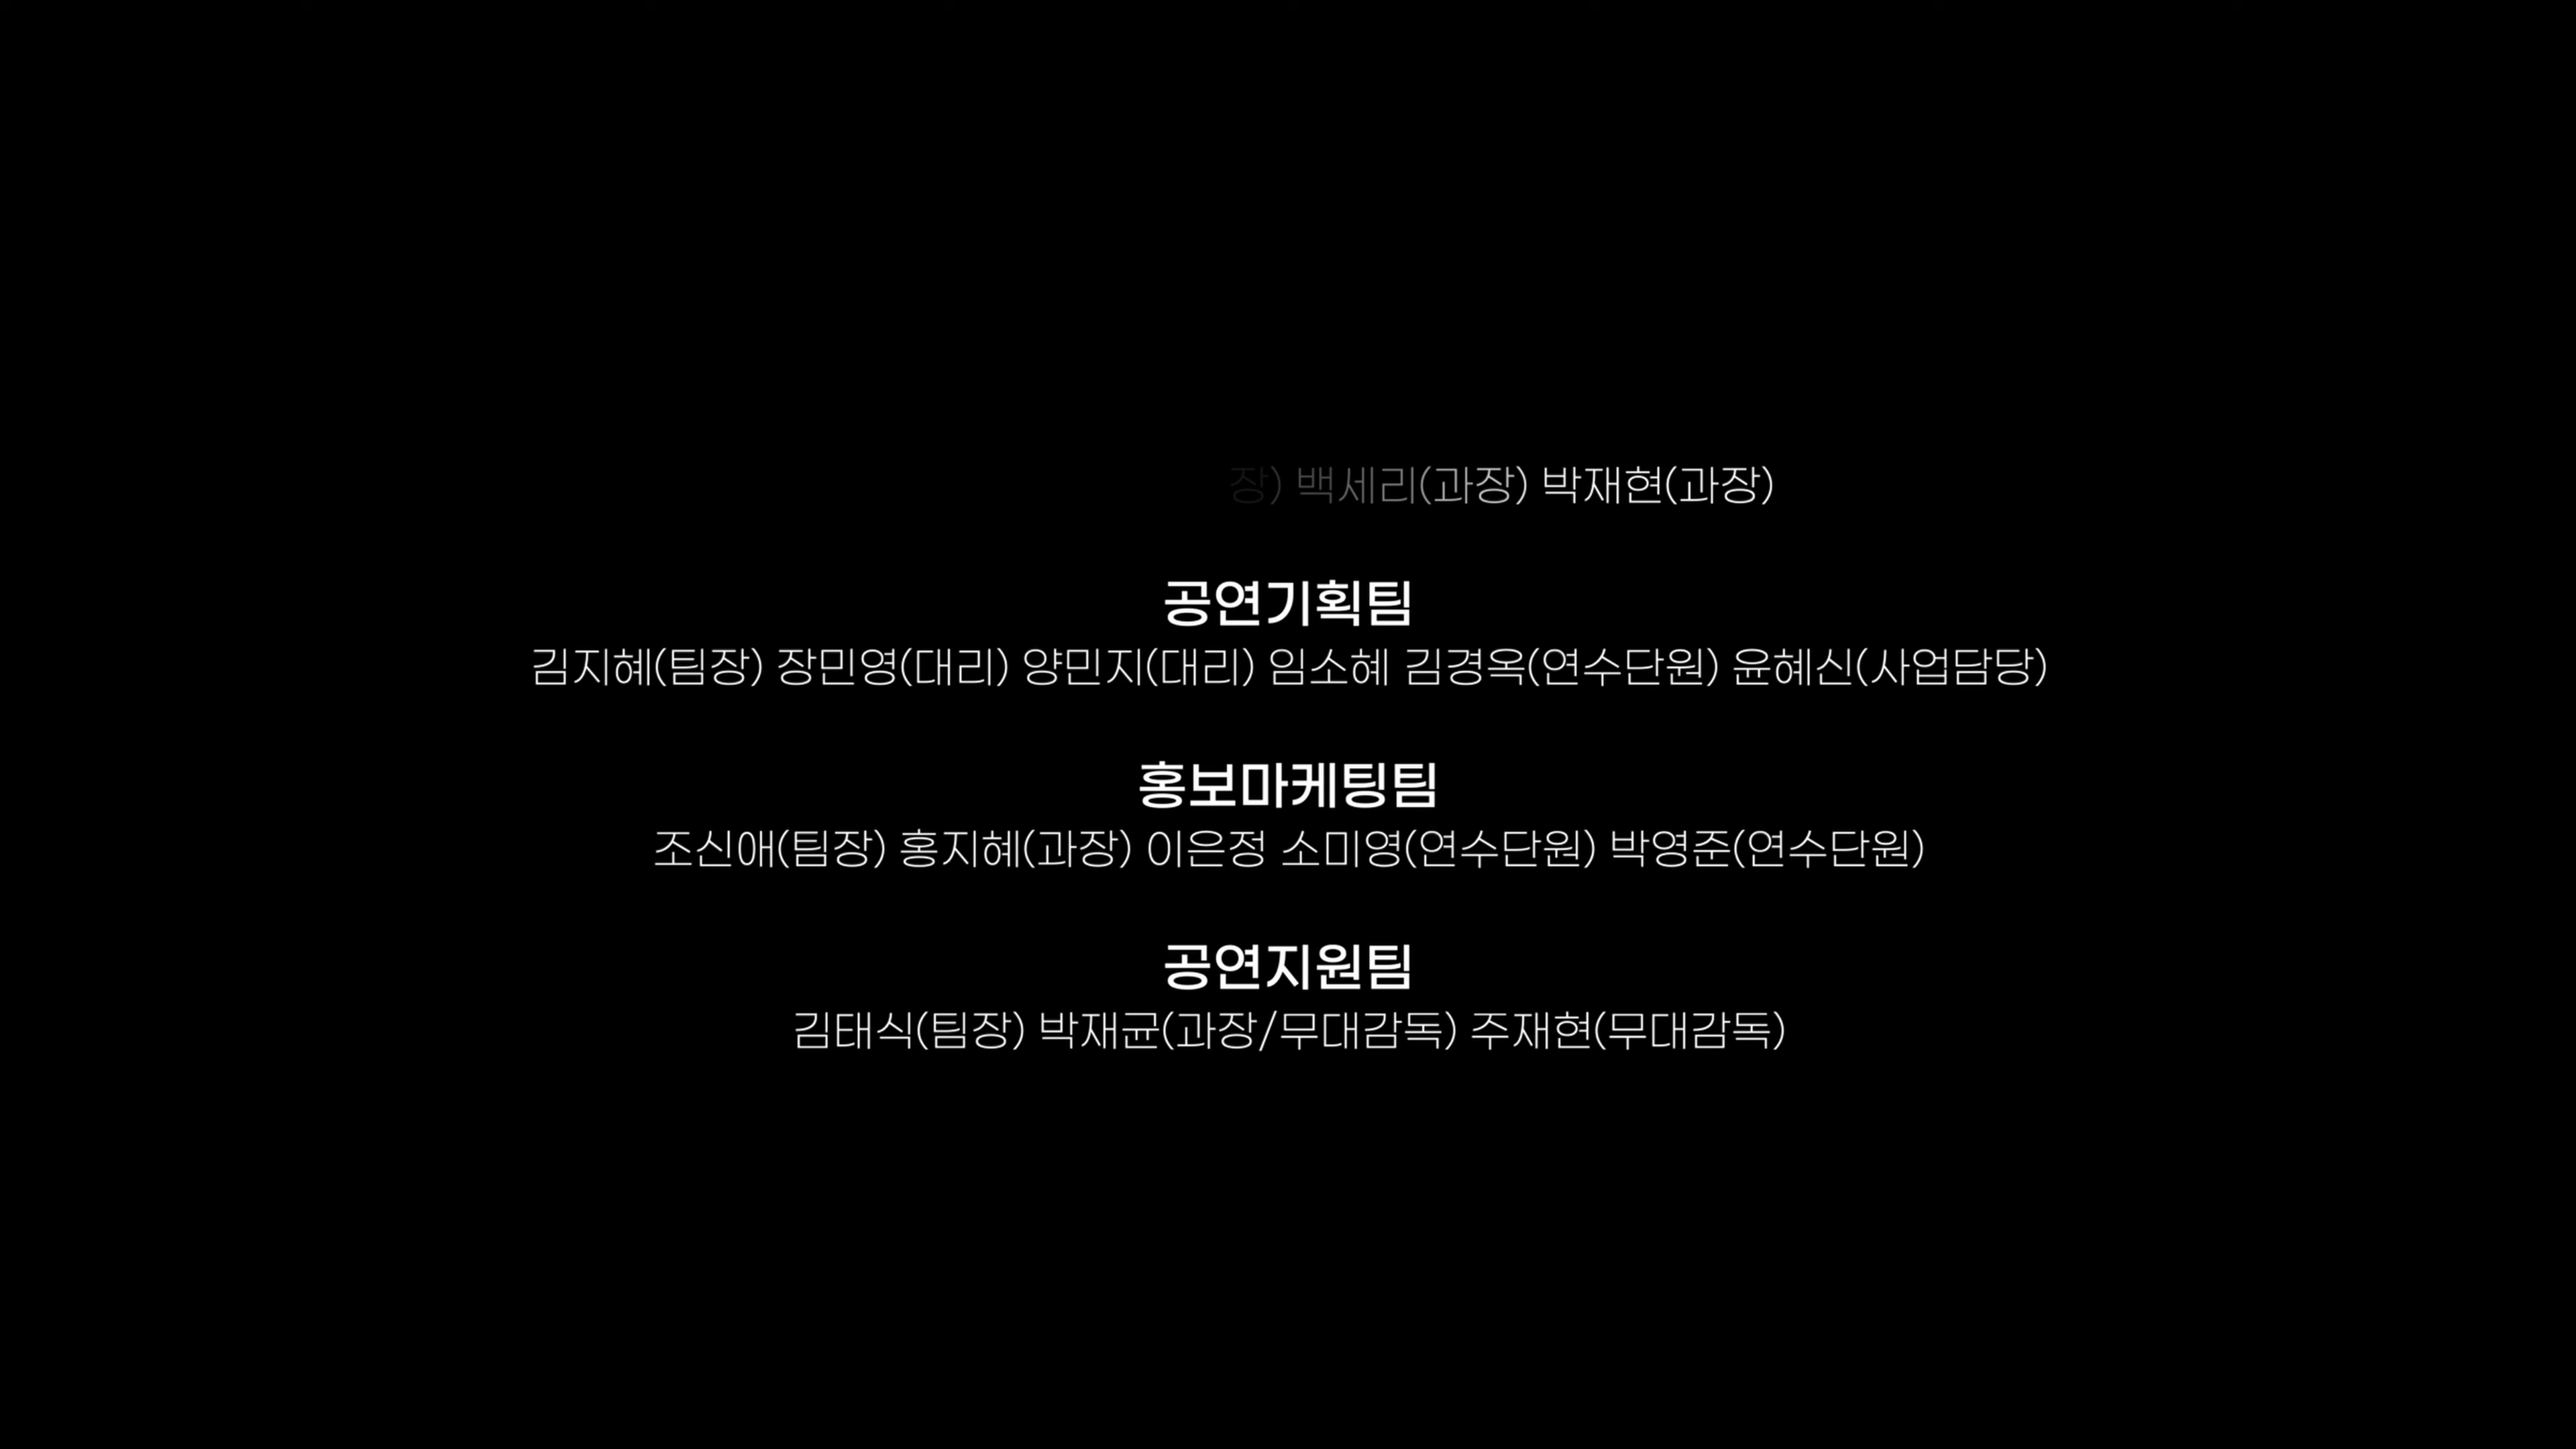 장) 백세리(과장) 박재현(과장)
공연기획팀
김지혜(팀장) 장민영(대리) 양민지(대리) 임소혜 김경옥(연수단원) 윤혜신(사업담당)
홍보마케팅팀
조신애(팀장) 홍지혜(과장) 이은정 소미영(연수단원) 박영준(연수단원)
공연지원팀
김태식(팀장) 박재균(과장/무대감독) 주재현(무대감독)